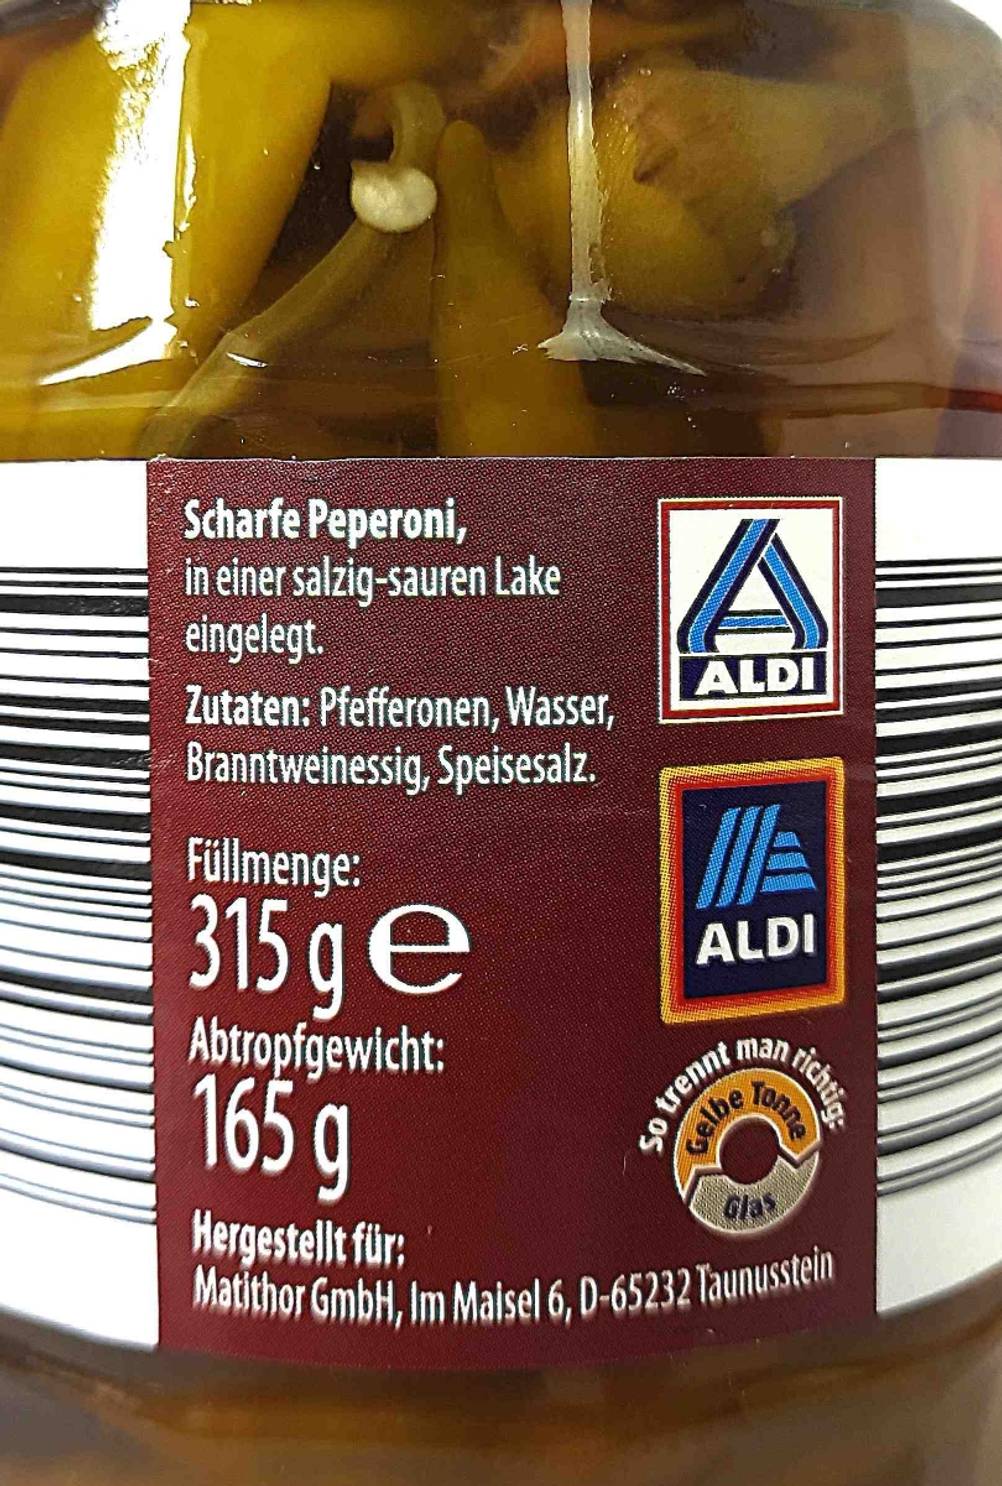 Scharfe Peperoni,
in einer salzig-sauren Lake
eingelegt.
Zutaten: Pfefferonen, Wasser,
Branntweinessig, Speisesalz.
Füllmenge:
315 g e
Abtropfgewicht:
165 g
Hergestellt für:
Matithor GmbH, Im Maisel 6, D-65232 Taunusstein
ALDI
ALDI
So trennt man richtig:
Gelbe Tonne
Glas